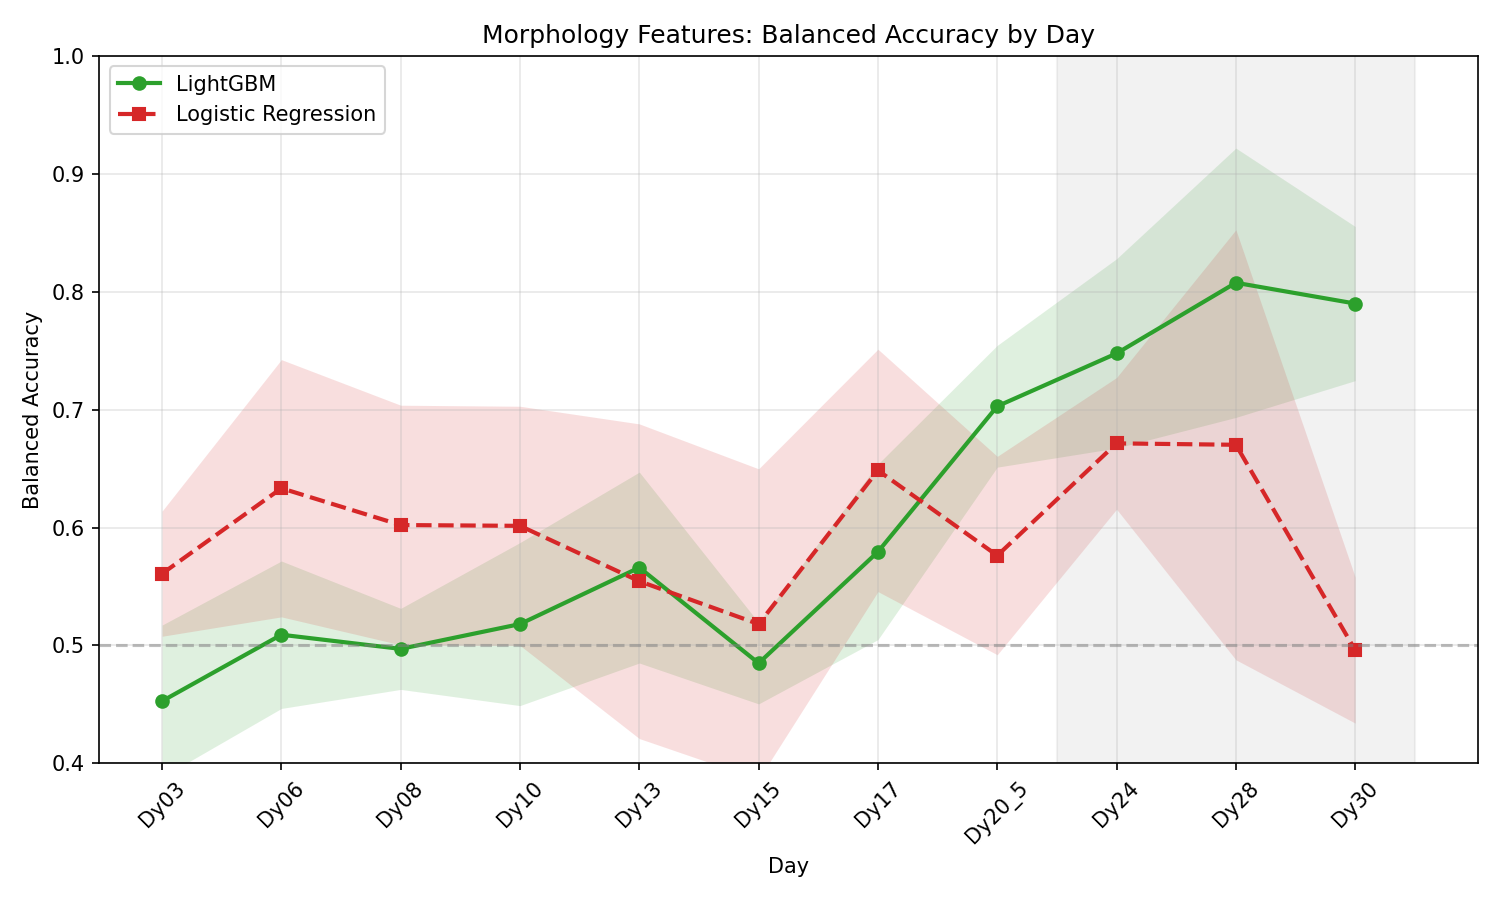 Morphology Features: Balanced Accuracy by Day
LightGBM
Logistic Regression
Balanced Accuracy
1.0
0.9
0.8
0.7
0.6
0.5
0.4
Dy03
Dy06
Dy08
Dy10
Dy13
Dy15
Dy17
Dy20_5
Dy24
Dy28
Dy30
Day